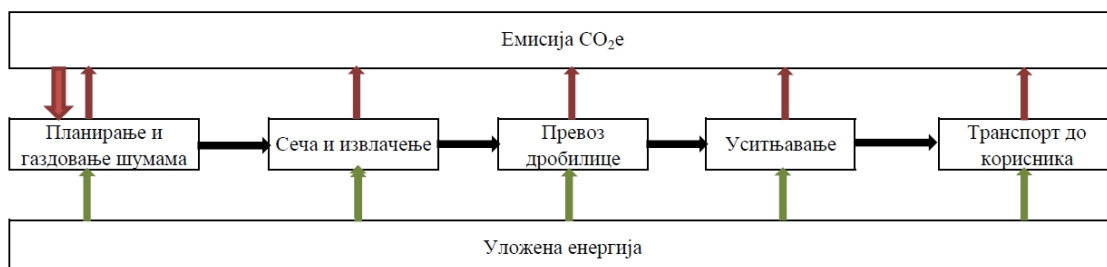 Емисија CO₂e
Планирање и
газдовање шумама
Сеча и извлачење
Превоз
дробилице
Уситњавање
Транспорт до
корисника
Уложена енергија